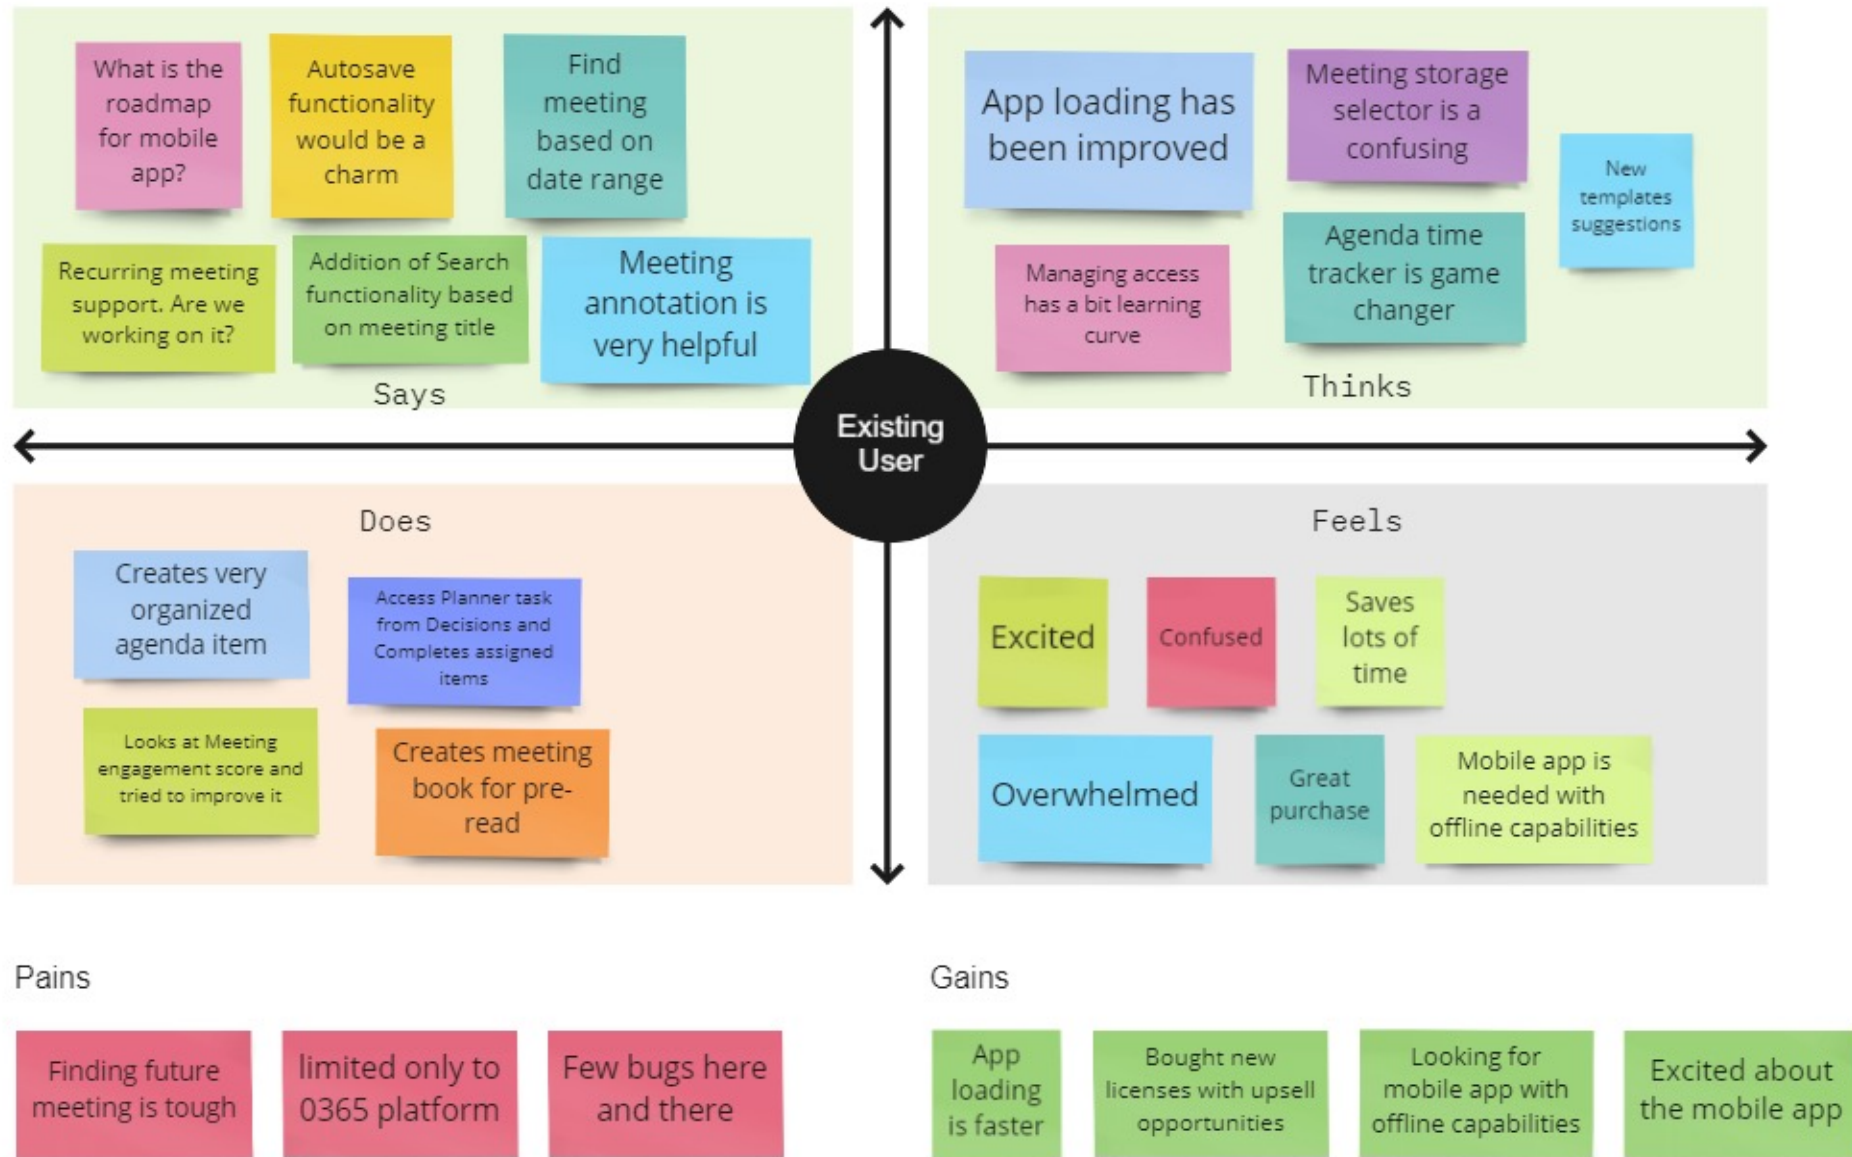 What is the
roadmap
for mobile
app?
Autosave
functionality
would be a
charm
Find
meeting
based on
date range
Recurring meeting
support. Are we
working on it?
Addition of Search
functionality based
on meeting title
Meeting
annotation is
very helpful
Says
App loading has
been improved
Meeting storage
selector is a
confusing
New
templates
suggestions
Managing access
has a bit learning
curve
Agenda time
tracker is game
changer
Thinks
Existing
User
Does
Creates very
organized
agenda item
Access Planner task
from Decisions and
Completes assigned
items
Looks at Meeting
engagement score and
tried to improve it
Creates meeting
book for pre-
read
Feels
Excited
Confused
Saves
lots of
time
Overwhelmed
Great
purchase
Mobile app is
needed with
offline capabilities
Pains
Finding future
meeting is tough
limited only to
0365 platform
Few bugs here
and there
Gains
App
loading
is faster
Bought new
licenses with upsell
opportunities
Looking for
mobile app with
offline capabilities
Excited about
the mobile app